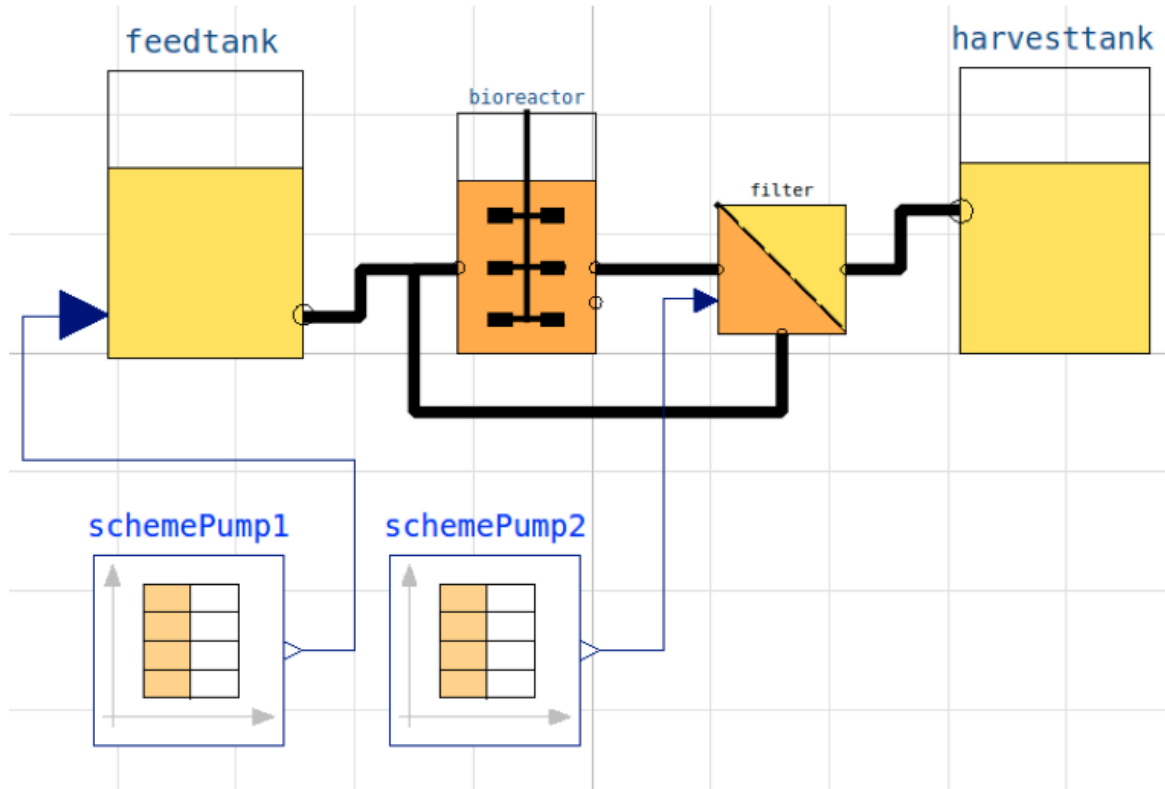 feedtank
harvesttank
bioreactor
filter
schemePump1
schemePump2